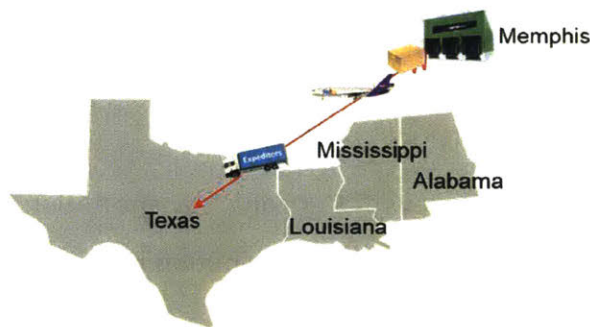 Memphis
Expeditors
Mississippi
Alabama
Texas
Louisiana